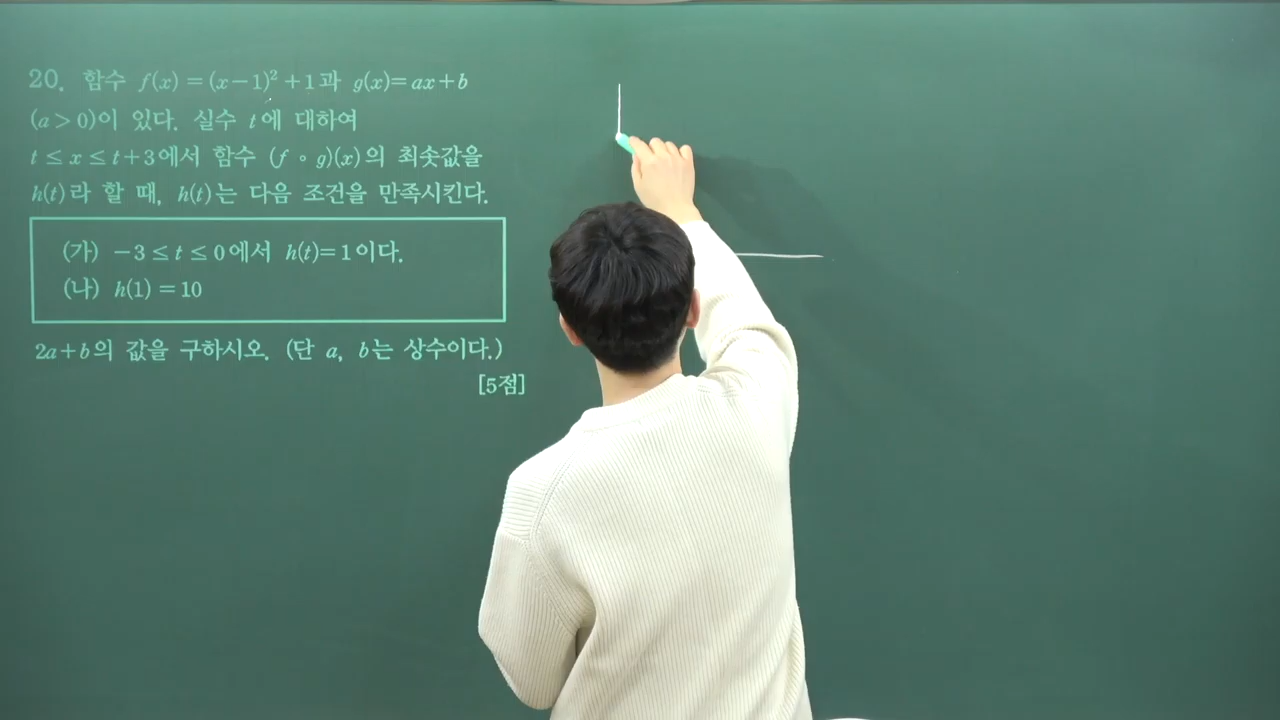 20. 함수 f(x) = (x-1)² + 1과 g(x)= ax+b
(a > 0)이 있다. 실수 t에 대하여
t ≤ x ≤ t+3에서 함수 (f ∘ g)(x)의 최솟값을
h(t)라 할 때, h(t)는 다음 조건을 만족시킨다.
(가) -3 ≤ t ≤ 0에서 h(t)=1이다.
(나) h(1) = 10
2a+b의 값을 구하시오. (단 a, b는 상수이다.)
[5점]